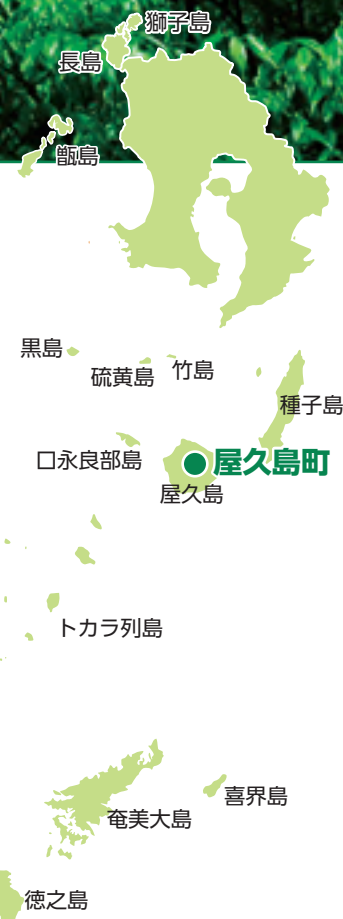 獅子島
長島
甑島
黒島
硫黄島
竹島
種子島
口永良部島
屋久島町
屋久島
トカラ列島
喜界島
奄美大島
徳之島